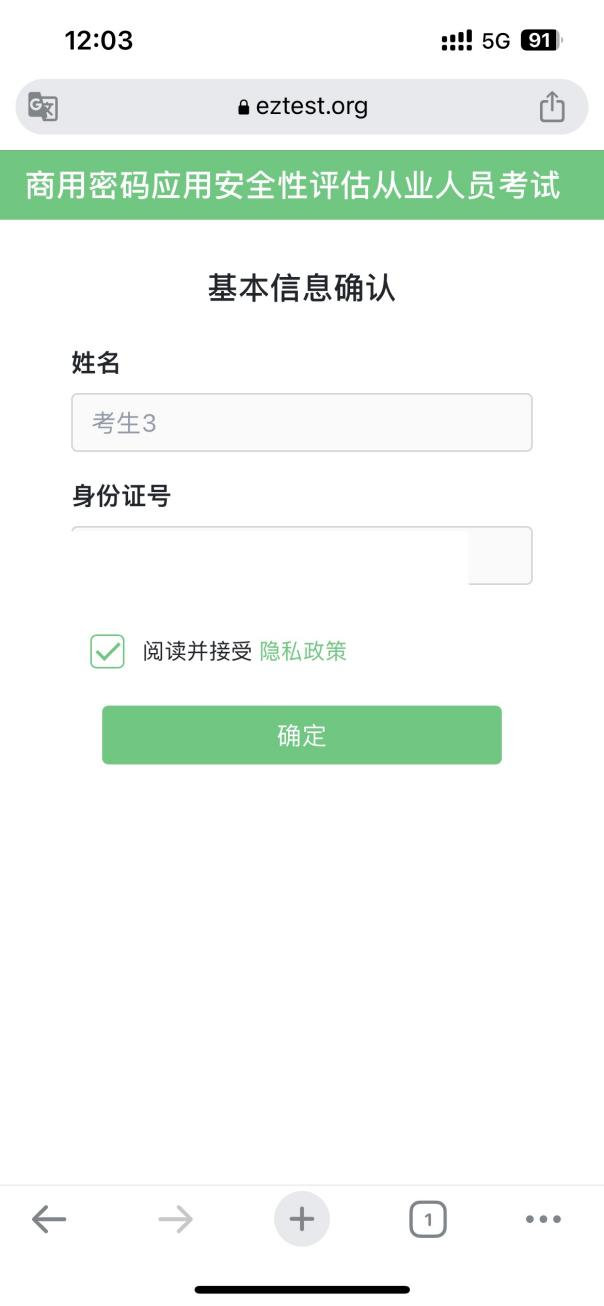 12:03
5G 91
eztest.org
商用密码应用安全性评估从业人员考试
基本信息确认
姓名
考生3
身份证号
阅读并接受 隐私政策
确定
1